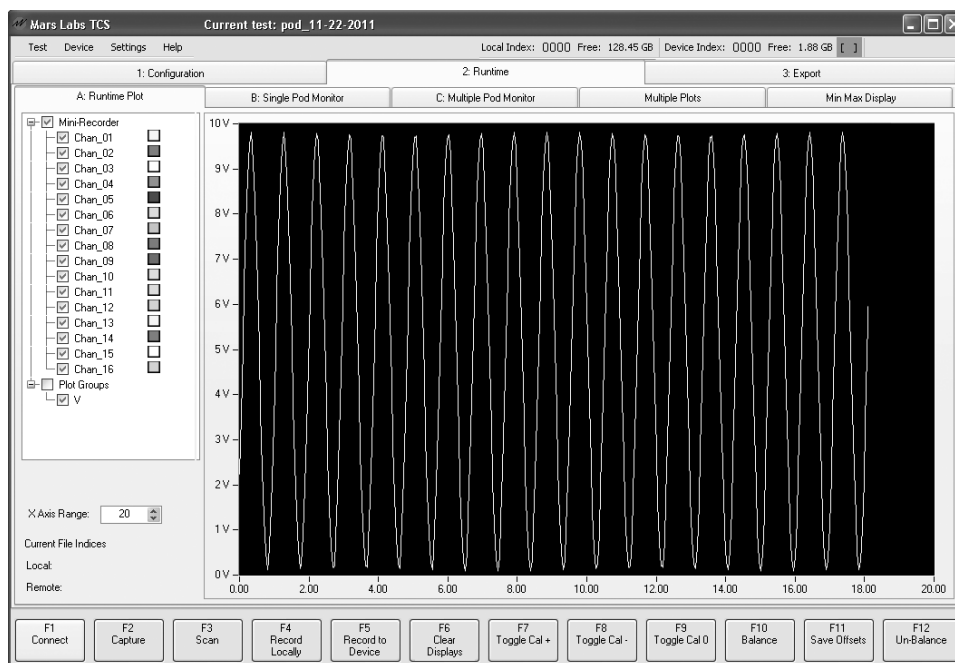 Mars Labs TCS Current test: pod_11-22-2011
Test Device Settings Help Local Index: 0000 Free: 128.45 GB Device Index: 0000 Free: 1.88 GB [ ]
1: Configuration 2: Runtime 3: Export
A: Runtime Plot B: Single Pod Monitor C: Multiple Pod Monitor Multiple Plots Min Max Display
Mini-Recorder
Chan_01
Chan_02
Chan_03
Chan_04
Chan_05
Chan_06
Chan_07
Chan_08
Chan_09
Chan_10
Chan_11
Chan_12
Chan_13
Chan_14
Chan_15
Chan_16
Plot Groups
V
X Axis Range: 20
Current File Indices
Local:
Remote:
10 V
9 V
8 V
7 V
6 V
5 V
4 V
3 V
2 V
1 V
0 V
0.00 2.00 4.00 6.00 8.00 10.00 12.00 14.00 16.00 18.00 20.00
F1 Connect
F2 Capture
F3 Scan
F4 Record Locally
F5 Record to Device
F6 Clear Displays
F7 Toggle Cal +
F8 Toggle Cal -
F9 Toggle Cal 0
F10 Balance
F11 Save Offsets
F12 Un-Balance